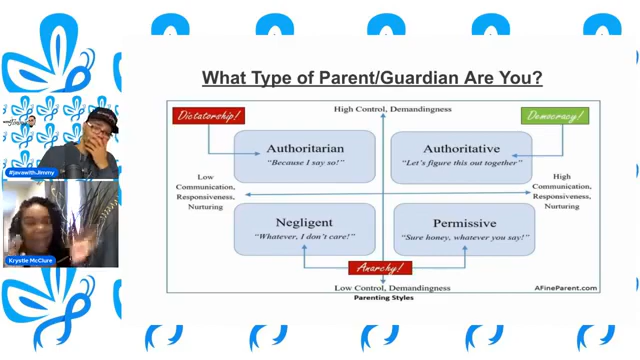 What Type of Parent/Guardian Are You?
Dictatorship!
High Control, Demandingness
Democracy!
Authoritarian
"Because I say so!"
Authoritative
"Let's figure this out together"
Low
Communication,
Responsiveness,
Nurturing
High
Communication,
Responsiveness,
Nurturing
Negligent
"Whatever, I don't care!"
Permissive
"Sure honey, whatever you say!"
Anarchy!
Low Control, Demandingness
AFineParent.com
Parenting Styles
#javawithJimmy
Krystle McClure